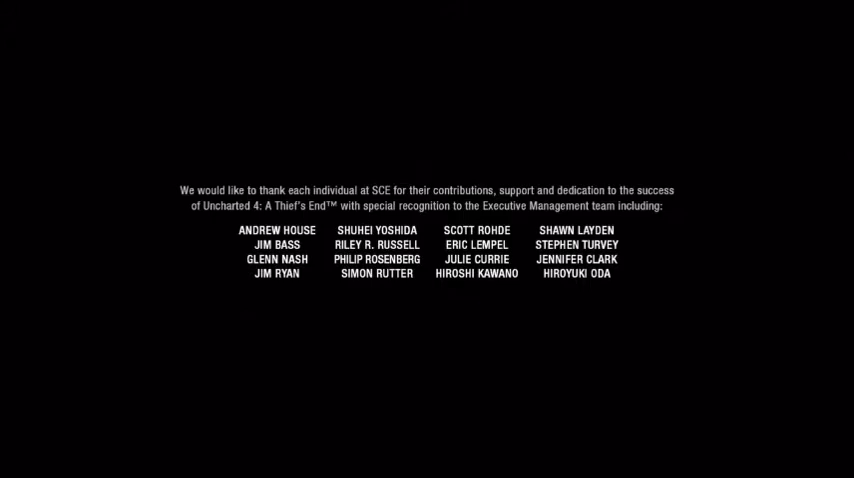 We would like to thank each individual at SCE for their contributions, support and dedication to the success
of Uncharted 4: A Thief's End™ with special recognition to the Executive Management team including:
ANDREW HOUSE SHUHEI YOSHIDA SCOTT ROHDE SHAWN LAYDEN
JIM BASS RILEY R. RUSSELL ERIC LEMPEL STEPHEN TURVEY
GLENN NASH PHILIP ROSENBERG JULIE CURRIE JENNIFER CLARK
JIM RYAN SIMON RUTTER HIROSHI KAWANO HIROYUKI ODA